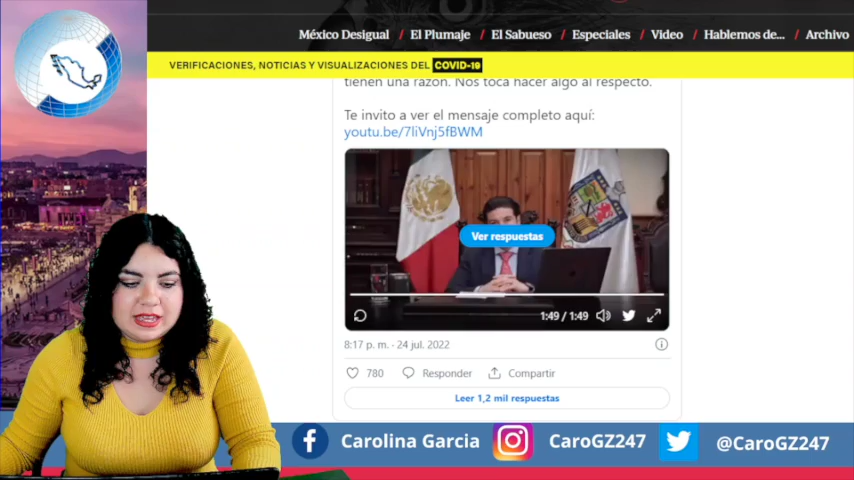 México Desigual / El Plumaje / El Sabueso / Especiales / Video / Hablemos de... / Archivo
VERIFICACIONES, NOTICIAS Y VISUALIZACIONES DEL COVID-19
tienen una razón. Nos toca hacer algo al respecto.
Te invito a ver el mensaje completo aquí:
youtu.be/7liVnj5fBWM
Ver respuestas
1:49 / 1:49
8:17 p. m. · 24 jul. 2022
780 Responder Compartir
Leer 1,2 mil respuestas
Carolina Garcia CaroGZ247 @CaroGZ247